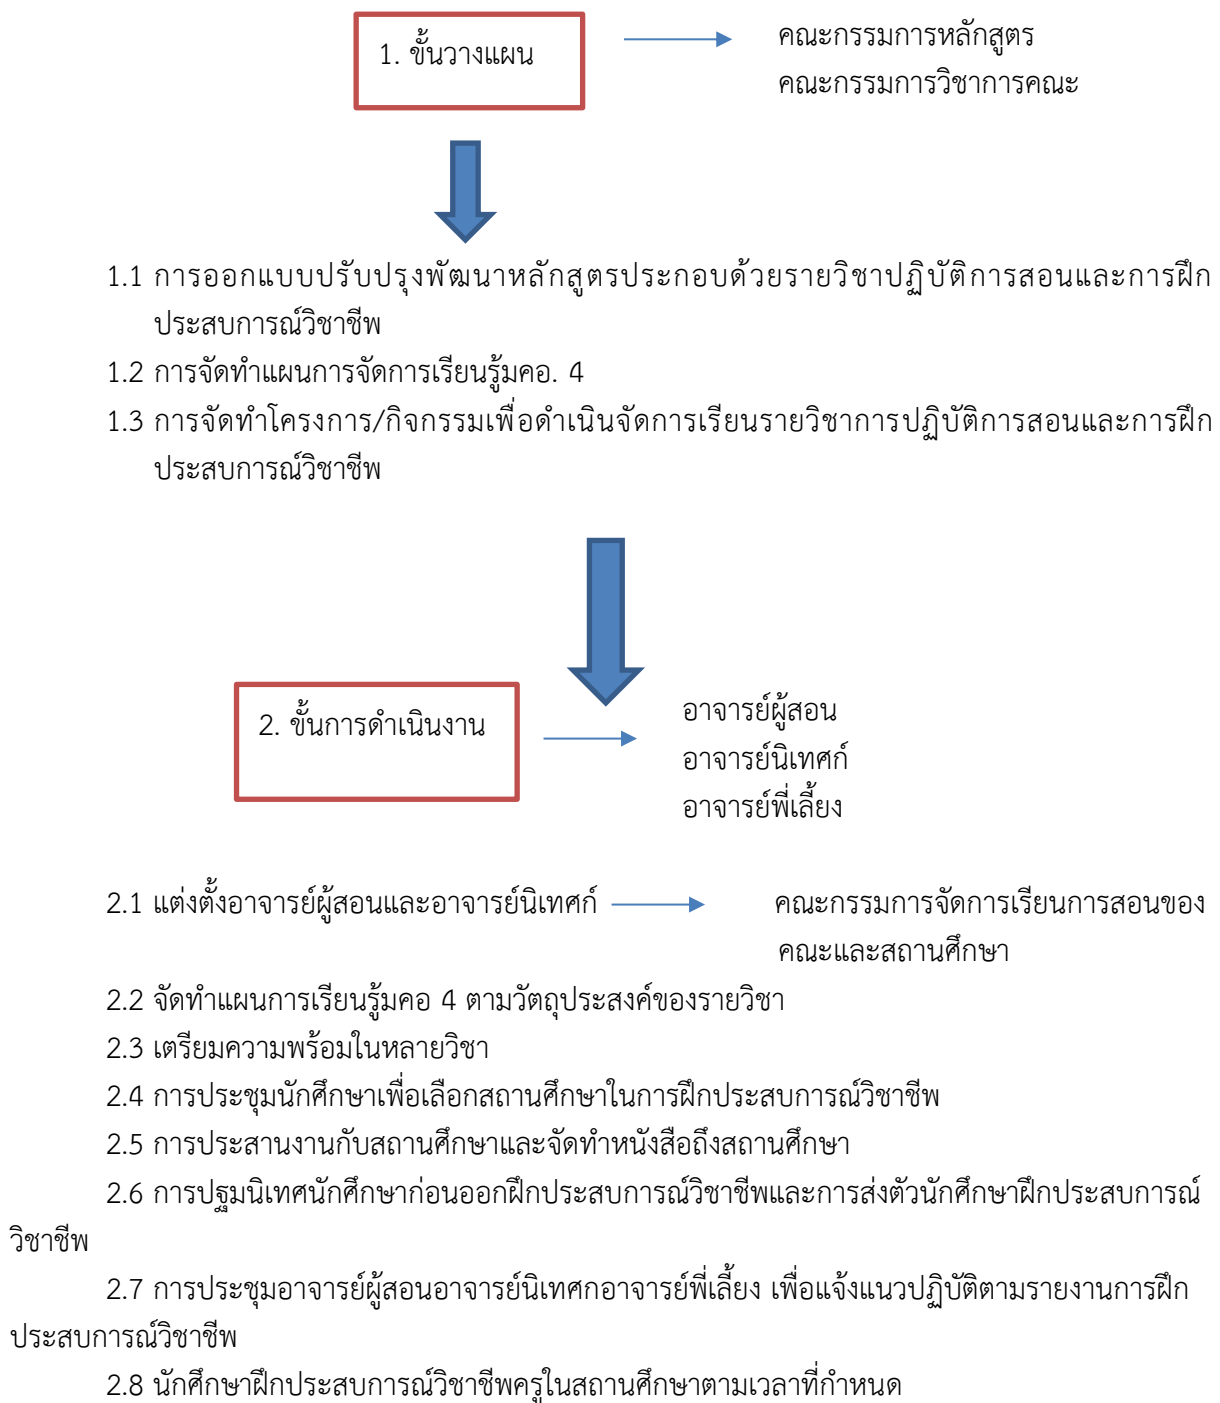 1. ขั้นวางแผน
คณะกรรมการหลักสูตร
คณะกรรมการวิชาการคณะ
1.1 การออกแบบปรับปรุงพัฒนาหลักสูตรประกอบด้วยรายวิชาปฏิบัติการสอนและการฝึก
ประสบการณ์วิชาชีพ
1.2 การจัดทำแผนการจัดการเรียนรู้มคอ. 4
1.3 การจัดทำโครงการ/กิจกรรมเพื่อดำเนินจัดการเรียนรายวิชาการปฏิบัติการสอนและการฝึก
ประสบการณ์วิชาชีพ
2. ขั้นการดำเนินงาน
อาจารย์ผู้สอน
อาจารย์นิเทศก์
อาจารย์พี่เลี้ยง
2.1 แต่งตั้งอาจารย์ผู้สอนและอาจารย์นิเทศก์ คณะกรรมการจัดการเรียนการสอนของ
คณะและสถานศึกษา
2.2 จัดทำแผนการเรียนรู้มคอ 4 ตามวัตถุประสงค์ของรายวิชา
2.3 เตรียมความพร้อมในหลายวิชา
2.4 การประชุมนักศึกษาเพื่อเลือกสถานศึกษาในการฝึกประสบการณ์วิชาชีพ
2.5 การประสานงานกับสถานศึกษาและจัดทำหนังสือถึงสถานศึกษา
2.6 การปฐมนิเทศนักศึกษาก่อนออกฝึกประสบการณ์วิชาชีพและการส่งตัวนักศึกษาฝึกประสบการณ์
วิชาชีพ
2.7 การประชุมอาจารย์ผู้สอนอาจารย์นิเทศกอาจารย์พี่เลี้ยง เพื่อแจ้งแนวปฏิบัติตามรายงานการฝึก
ประสบการณ์วิชาชีพ
2.8 นักศึกษาฝึกประสบการณ์วิชาชีพครูในสถานศึกษาตามเวลาที่กำหนด